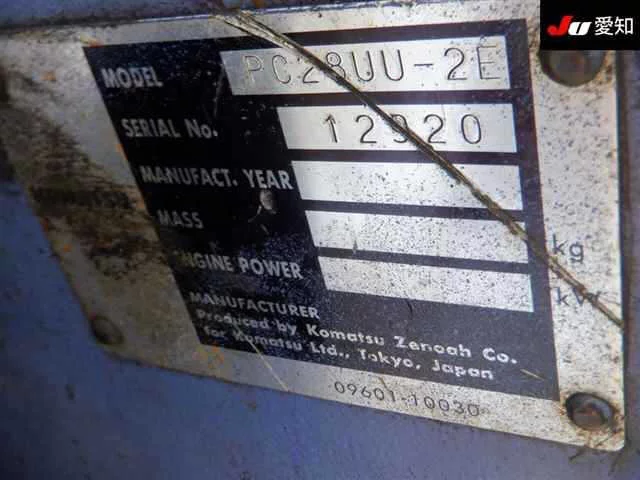 JU 愛知
MODEL PC28UU-2E
SERIAL No. 12920
MANUFACT. YEAR
MASS kg
ENGINE POWER kW
MANUFACTURER
Produced by Komatsu Zenoah Co.
for Komatsu Ltd., Tokyo, Japan
09601-10030